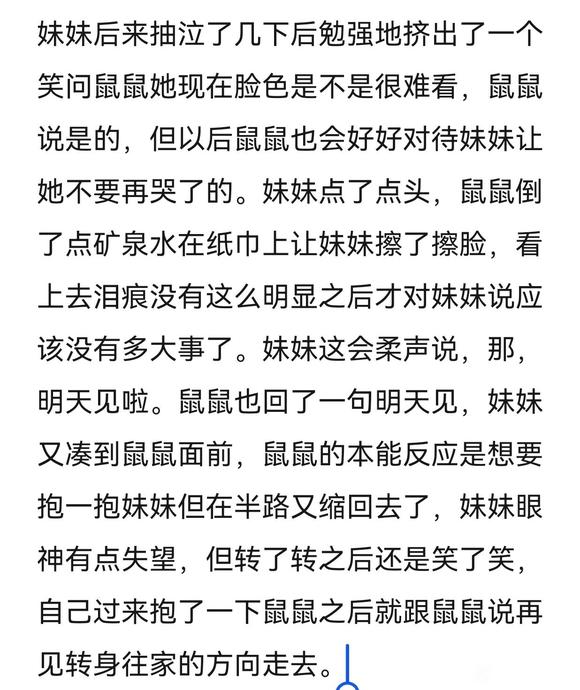 妹妹后来抽泣了几下后勉强地挤出了一个
笑问鼠鼠她现在脸色是不是很难看，鼠鼠
说是的，但以后鼠鼠也会好好对待妹妹让
她不要再哭了的。妹妹点了点头，鼠鼠倒
了点矿泉水在纸巾上让妹妹擦了擦脸，看
上去泪痕没有这么明显之后才对妹妹说应
该没有多大事了。妹妹这会柔声说，那，
明天见啦。鼠鼠也回了一句明天见，妹妹
又凑到鼠鼠面前，鼠鼠的本能反应是想要
抱一抱妹妹但在半路又缩回去了，妹妹眼
神有点失望，但转了转之后还是笑了笑，
自己过来抱了一下鼠鼠之后就跟鼠鼠说再
见转身往家的方向走去。